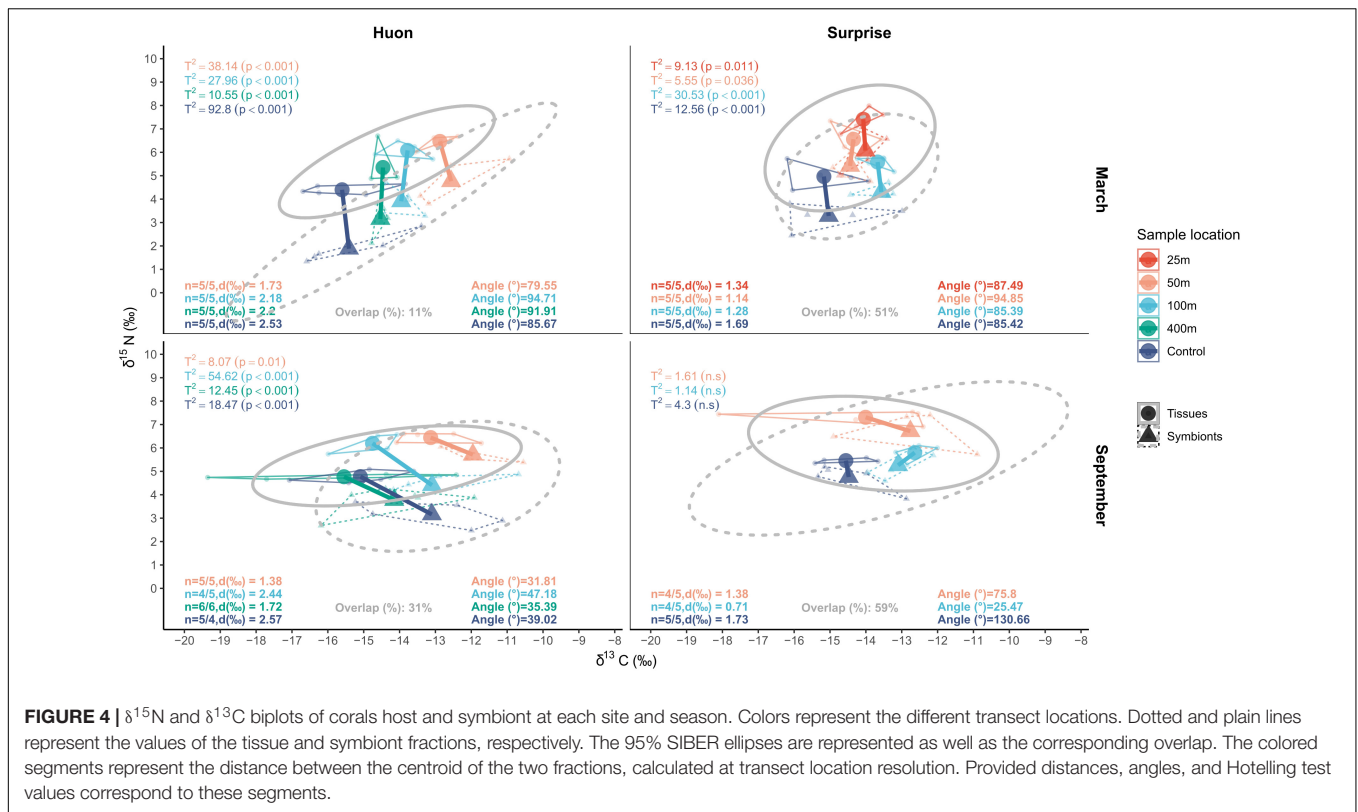 Huon
Surprise
10
9
8
7
6
5
4
3
2
1
0
T² = 38.14 (p < 0.001)
T² = 27.96 (p < 0.001)
T² = 10.55 (p < 0.001)
T² = 92.8 (p < 0.001)
n=5/5,d(‰) = 1.73
n=5/5,d(‰) = 2.18
n=5/5,d(‰) = 2.2
n=5/5,d(‰) = 2.53
Overlap (%): 11%
Angle (°)=79.55
Angle (°)=94.71
Angle (°)=91.91
Angle (°)=85.67
T² = 9.13 (p = 0.011)
T² = 5.55 (p = 0.036)
T² = 30.53 (p < 0.001)
T² = 12.56 (p < 0.001)
n=5/5,d(‰) = 1.34
n=5/5,d(‰) = 1.14
n=5/5,d(‰) = 1.28
n=5/5,d(‰) = 1.69
Overlap (%): 51%
Angle (°)=87.49
Angle (°)=94.85
Angle (°)=85.39
Angle (°)=85.42
March
δ¹⁵ N (‰)
10
9
8
7
6
5
4
3
2
1
0
T² = 8.07 (p = 0.01)
T² = 54.62 (p < 0.001)
T² = 12.45 (p < 0.001)
T² = 18.47 (p < 0.001)
n=5/5,d(‰) = 1.38
n=4/5,d(‰) = 2.44
n=6/6,d(‰) = 1.72
n=5/4,d(‰) = 2.57
Overlap (%): 31%
Angle (°)=31.81
Angle (°)=47.18
Angle (°)=35.39
Angle (°)=39.02
T² = 1.61 (n.s)
T² = 1.14 (n.s)
T² = 4.3 (n.s)
n=4/5,d(‰) = 1.38
n=4/5,d(‰) = 0.71
n=5/5,d(‰) = 1.73
Overlap (%): 59%
Angle (°)=75.8
Angle (°)=25.47
Angle (°)=130.66
September
−20 −19 −18 −17 −16 −15 −14 −13 −12 −11 −10 −9 −8
−20 −19 −18 −17 −16 −15 −14 −13 −12 −11 −10 −9 −8
δ¹³ C (‰)
Sample location
25m
50m
100m
400m
Control
Tissues
Symbionts
FIGURE 4 | δ¹⁵N and δ¹³C biplots of corals host and symbiont at each site and season. Colors represent the different transect locations. Dotted and plain lines
represent the values of the tissue and symbiont fractions, respectively. The 95% SIBER ellipses are represented as well as the corresponding overlap. The colored
segments represent the distance between the centroid of the two fractions, calculated at transect location resolution. Provided distances, angles, and Hotelling test
values correspond to these segments.